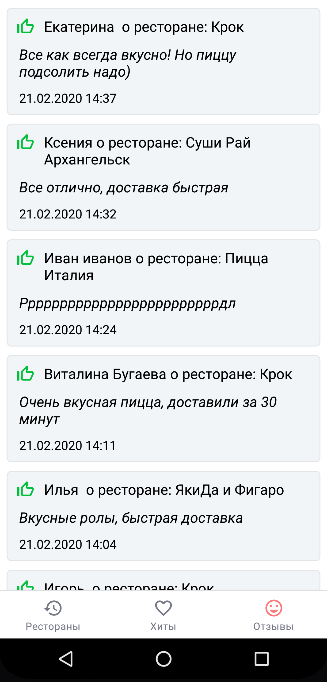 Екатерина о ресторане: Крок
Все как всегда вкусно! Но пиццу
подсолить надо)
21.02.2020 14:37
Ксения о ресторане: Суши Рай
Архангельск
Все отлично, доставка быстрая
21.02.2020 14:32
Иван иванов о ресторане: Пицца
Италия
Рррррррррррррррррррррррррдл
21.02.2020 14:24
Виталина Бугаева о ресторане: Крок
Очень вкусная пицца, доставили за 30
минут
21.02.2020 14:11
Илья о ресторане: ЯкиДа и Фигаро
Вкусные ролы, быстрая доставка
21.02.2020 14:04
Игорь о ресторане: Крок
Рестораны
Хиты
Отзывы